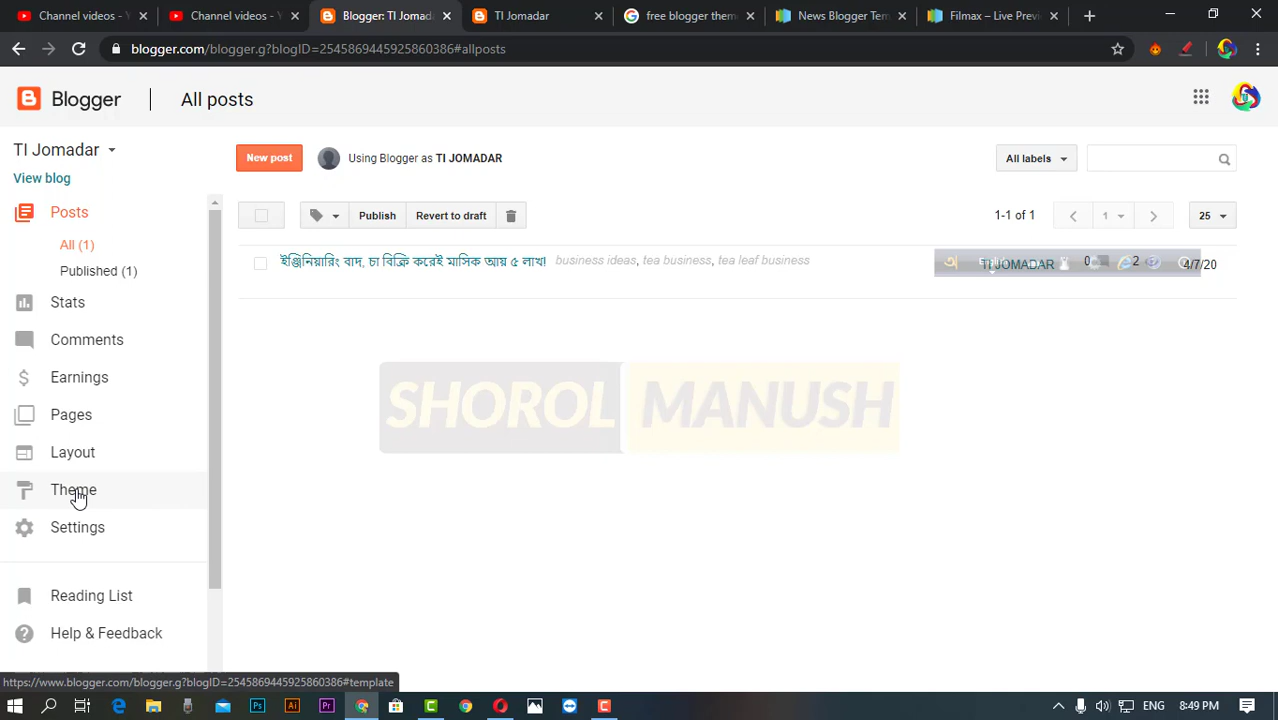 Channel videos - Y
Channel videos - Y
Blogger: TI Jomad
TI Jomadar
free blogger them
News Blogger Tem
Filmax – Live Previ
blogger.com/blogger.g?blogID=2545869445925860386#allposts
Blogger
All posts
TI Jomadar
View blog
New post
Using Blogger as TI JOMADAR
All labels
Posts
All (1)
Published (1)
Stats
Comments
Earnings
Pages
Layout
Theme
Settings
Reading List
Help & Feedback
Publish
Revert to draft
1-1 of 1
1
25
ইঞ্জিনিয়ারিং বাদ, চা বিক্রি করেই মাসিক আয় ৫ লাখ!
business ideas, tea business, tea leaf business
TI JOMADAR
0
2
4/7/20
SHOROL MANUSH
https://www.blogger.com/blogger.g?blogID=2545869445925860386#template
Ps
Ai
Pr
ENG
8:49 PM